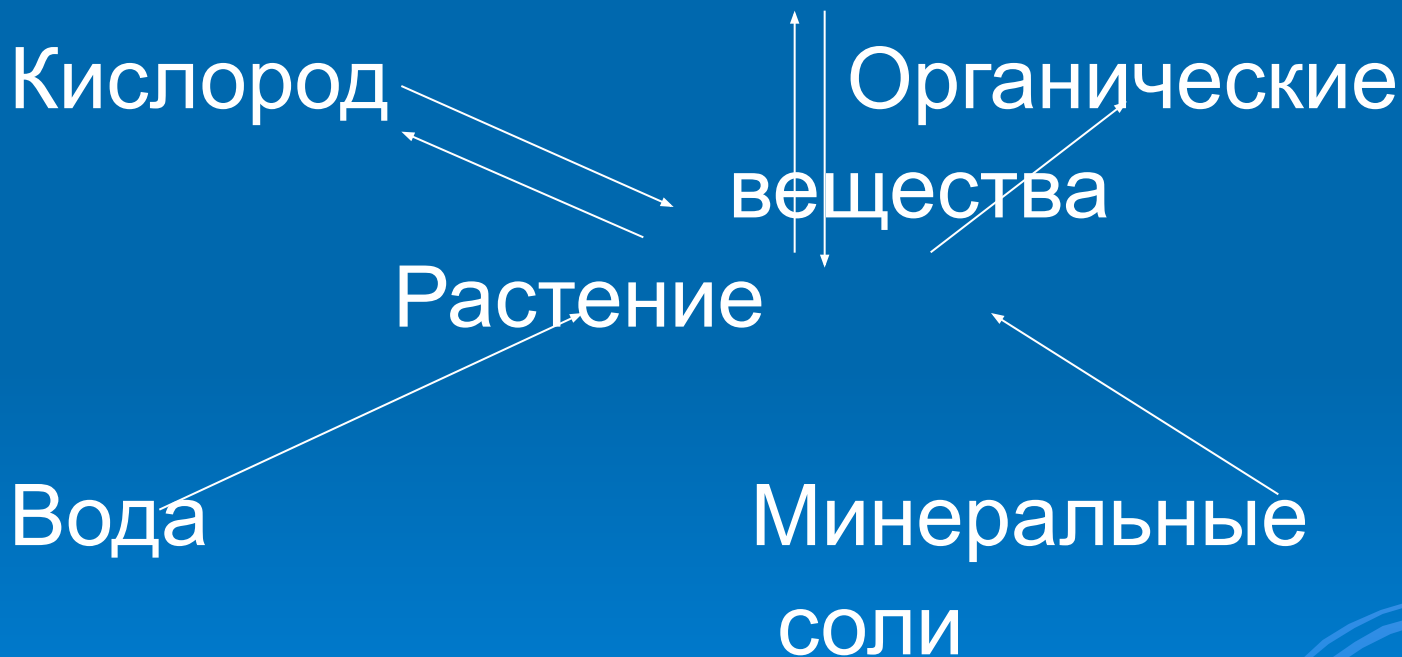 Кислород Органические
вещества
Растение
Вода Минеральные
соли